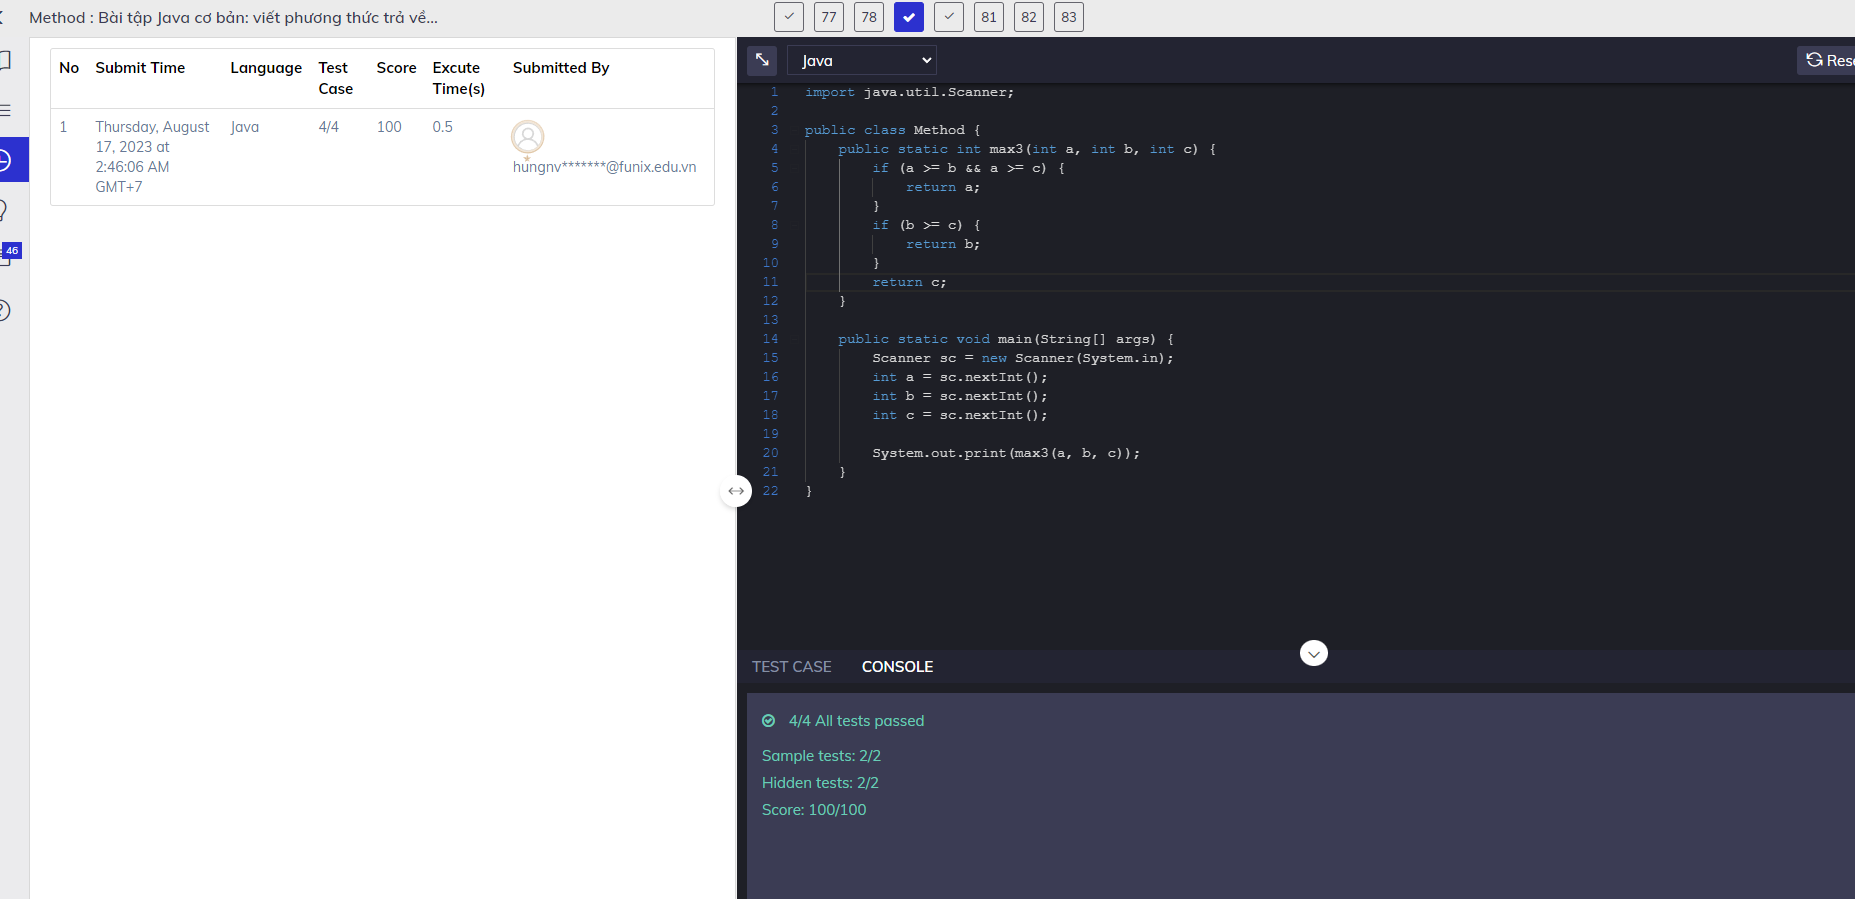 Method : Bài tập Java cơ bản: viết phương thức trả về...
77 78 81 82 83
No Submit Time Language Test Case Score Excute Time(s) Submitted By
1 Thursday, August 17, 2023 at 2:46:06 AM GMT+7 Java 4/4 100 0.5 hungnv*******@funix.edu.vn
46
Java
Rese
1 import java.util.Scanner;
2
3 public class Method {
4     public static int max3(int a, int b, int c) {
5         if (a >= b && a >= c) {
6             return a;
7         }
8         if (b >= c) {
9             return b;
10         }
11         return c;
12     }
13
14     public static void main(String[] args) {
15         Scanner sc = new Scanner(System.in);
16         int a = sc.nextInt();
17         int b = sc.nextInt();
18         int c = sc.nextInt();
19
20         System.out.print(max3(a, b, c));
21     }
22 }
TEST CASE CONSOLE
4/4 All tests passed
Sample tests: 2/2
Hidden tests: 2/2
Score: 100/100